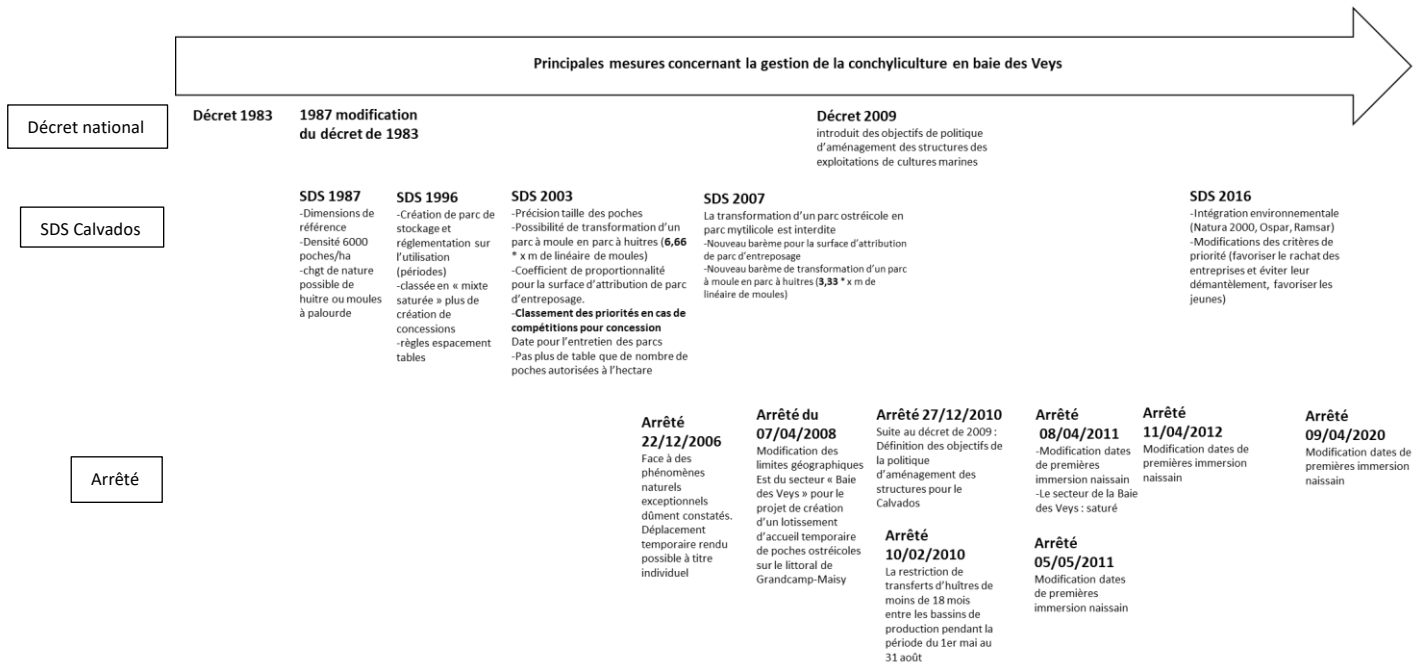 Principales mesures concernant la gestion de la conchyliculture en baie des Veys
Décret national
Décret 1983
1987 modification
du décret de 1983
Décret 2009
introduit des objectifs de politique
d’aménagement des structures des
exploitations de cultures marines
SDS Calvados
SDS 1987
-Dimensions de
référence
-Densité 6000
poches/ha
-chgt de nature
possible de
huitre ou moules
à palourde
SDS 1996
-Création de parc de
stockage et
réglementation sur
l’utilisation
(périodes)
-classée en « mixte
saturée » plus de
création de
concessions
-règles espacement
tables
SDS 2003
-Précision taille des poches
-Possibilité de transformation d’un
parc à moule en parc à huitres (6,66
* x m de linéaire de moules)
-Coefficient de proportionnalité
pour la surface d’attribution de parc
d’entreposage.
-Classement des priorités en cas de
compétitions pour concession
Date pour l’entretien des parcs
-Pas plus de table que de nombre de
poches autorisées à l’hectare
SDS 2007
La transformation d’un parc ostréicole en
parc mytilicole est interdite
-Nouveau barème pour la surface d’attribution
de parc d’entreposage
-Nouveau barème de transformation d’un parc
à moule en parc à huitres (3,33 * x m de
linéaire de moules)
SDS 2016
-Intégration environnementale
(Natura 2000, Ospar, Ramsar)
-Modifications des critères de
priorité (favoriser le rachat des
entreprises et éviter leur
démantèlement, favoriser les
jeunes)
Arrêté
Arrêté
22/12/2006
Face à des
phénomènes
naturels
exceptionnels
dûment constatés.
Déplacement
temporaire rendu
possible à titre
individuel
Arrêté du
07/04/2008
Modification des
limites géographiques
Est du secteur « Baie
des Veys » pour le
projet de création
d’un lotissement
d’accueil temporaire
de poches ostréicoles
sur le littoral de
Grandcamp-Maisy
Arrêté 27/12/2010
Suite au décret de 2009 :
Définition des objectifs de
la politique
d’aménagement des
structures pour le
Calvados
Arrêté
10/02/2010
La restriction de
transferts d’huîtres de
moins de 18 mois
entre les bassins de
production pendant la
période du 1er mai au
31 août
Arrêté
08/04/2011
-Modification dates
de premières
immersion naissain
-Le secteur de la Baie
des Veys : saturé
Arrêté
05/05/2011
Modification dates
de premières
immersion naissain
Arrêté
11/04/2012
Modification dates de
premières immersion
naissain
Arrêté
09/04/2020
Modification dates de
premières immersion
naissain